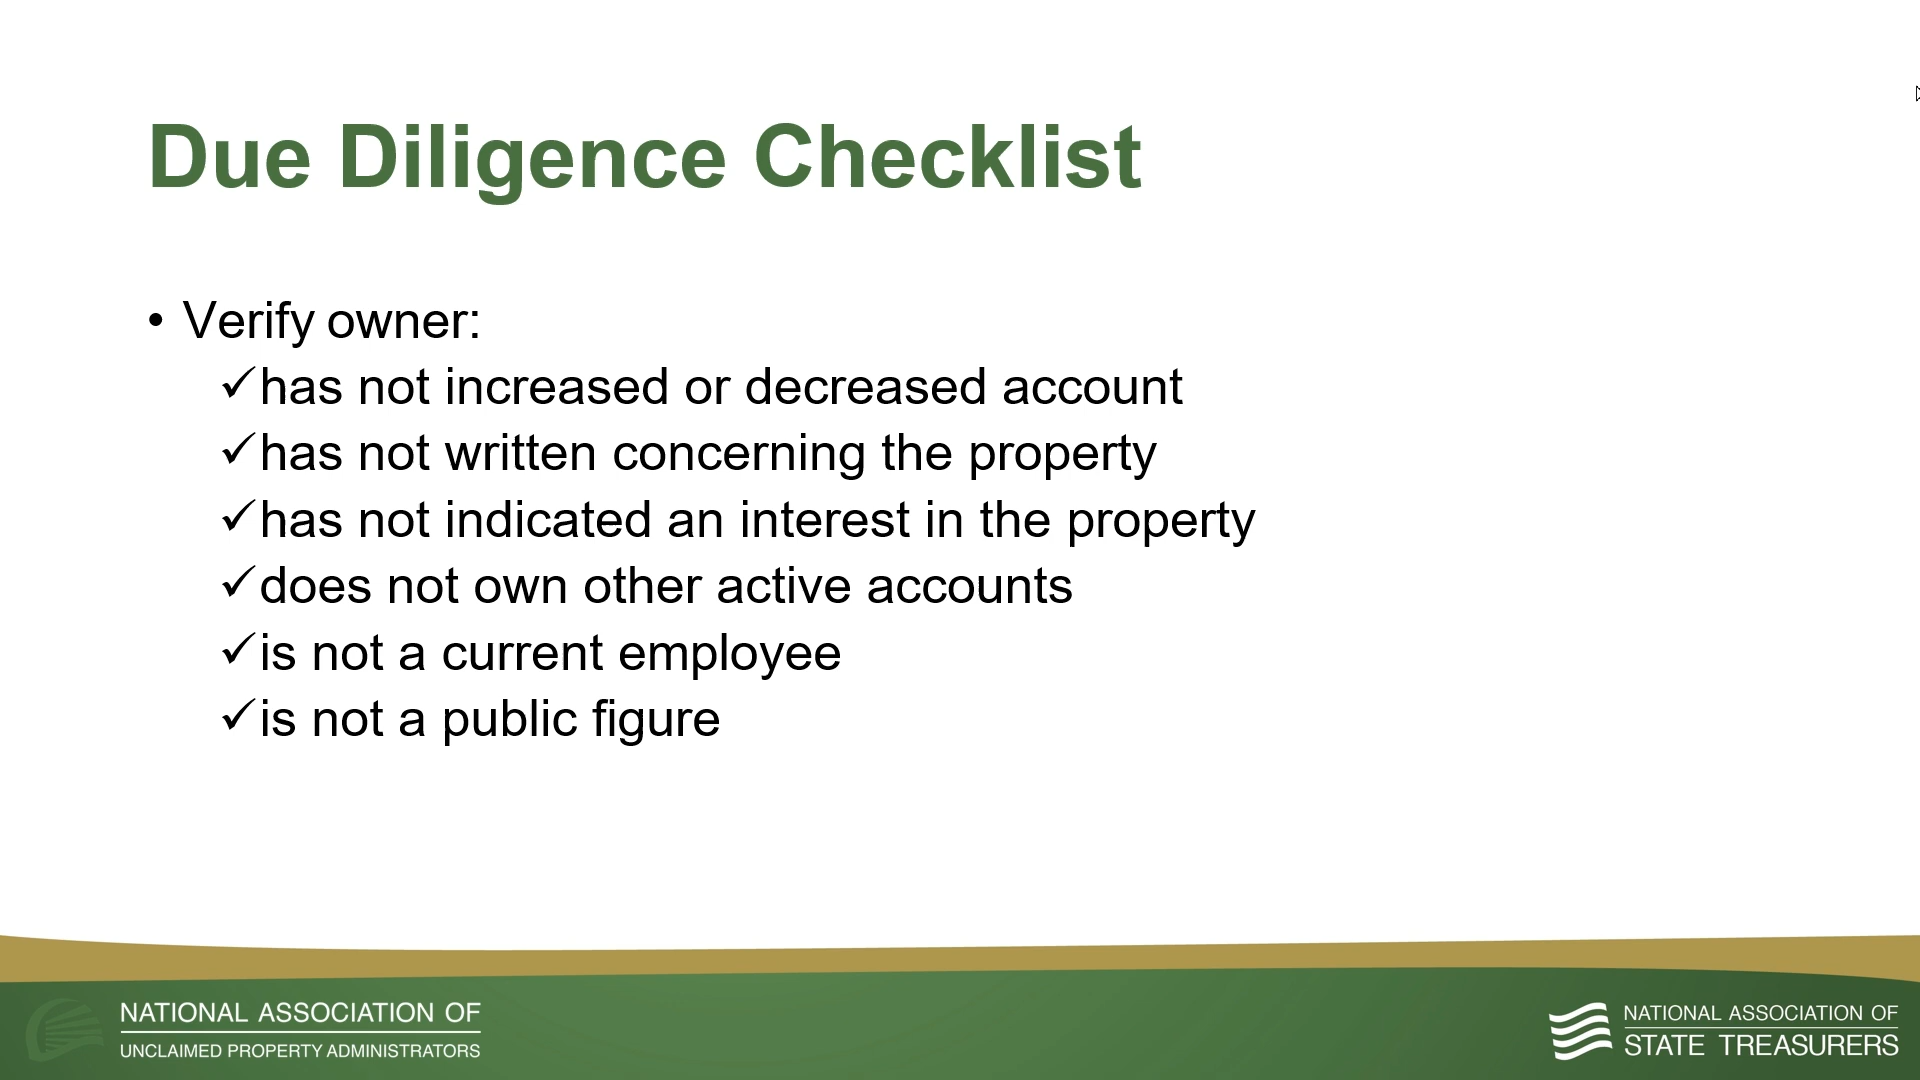 Due Diligence Checklist
• Verify owner:
✓has not increased or decreased account
✓has not written concerning the property
✓has not indicated an interest in the property
✓does not own other active accounts
✓is not a current employee
✓is not a public figure
NATIONAL ASSOCIATION OF
UNCLAIMED PROPERTY ADMINISTRATORS
NATIONAL ASSOCIATION OF
STATE TREASURERS